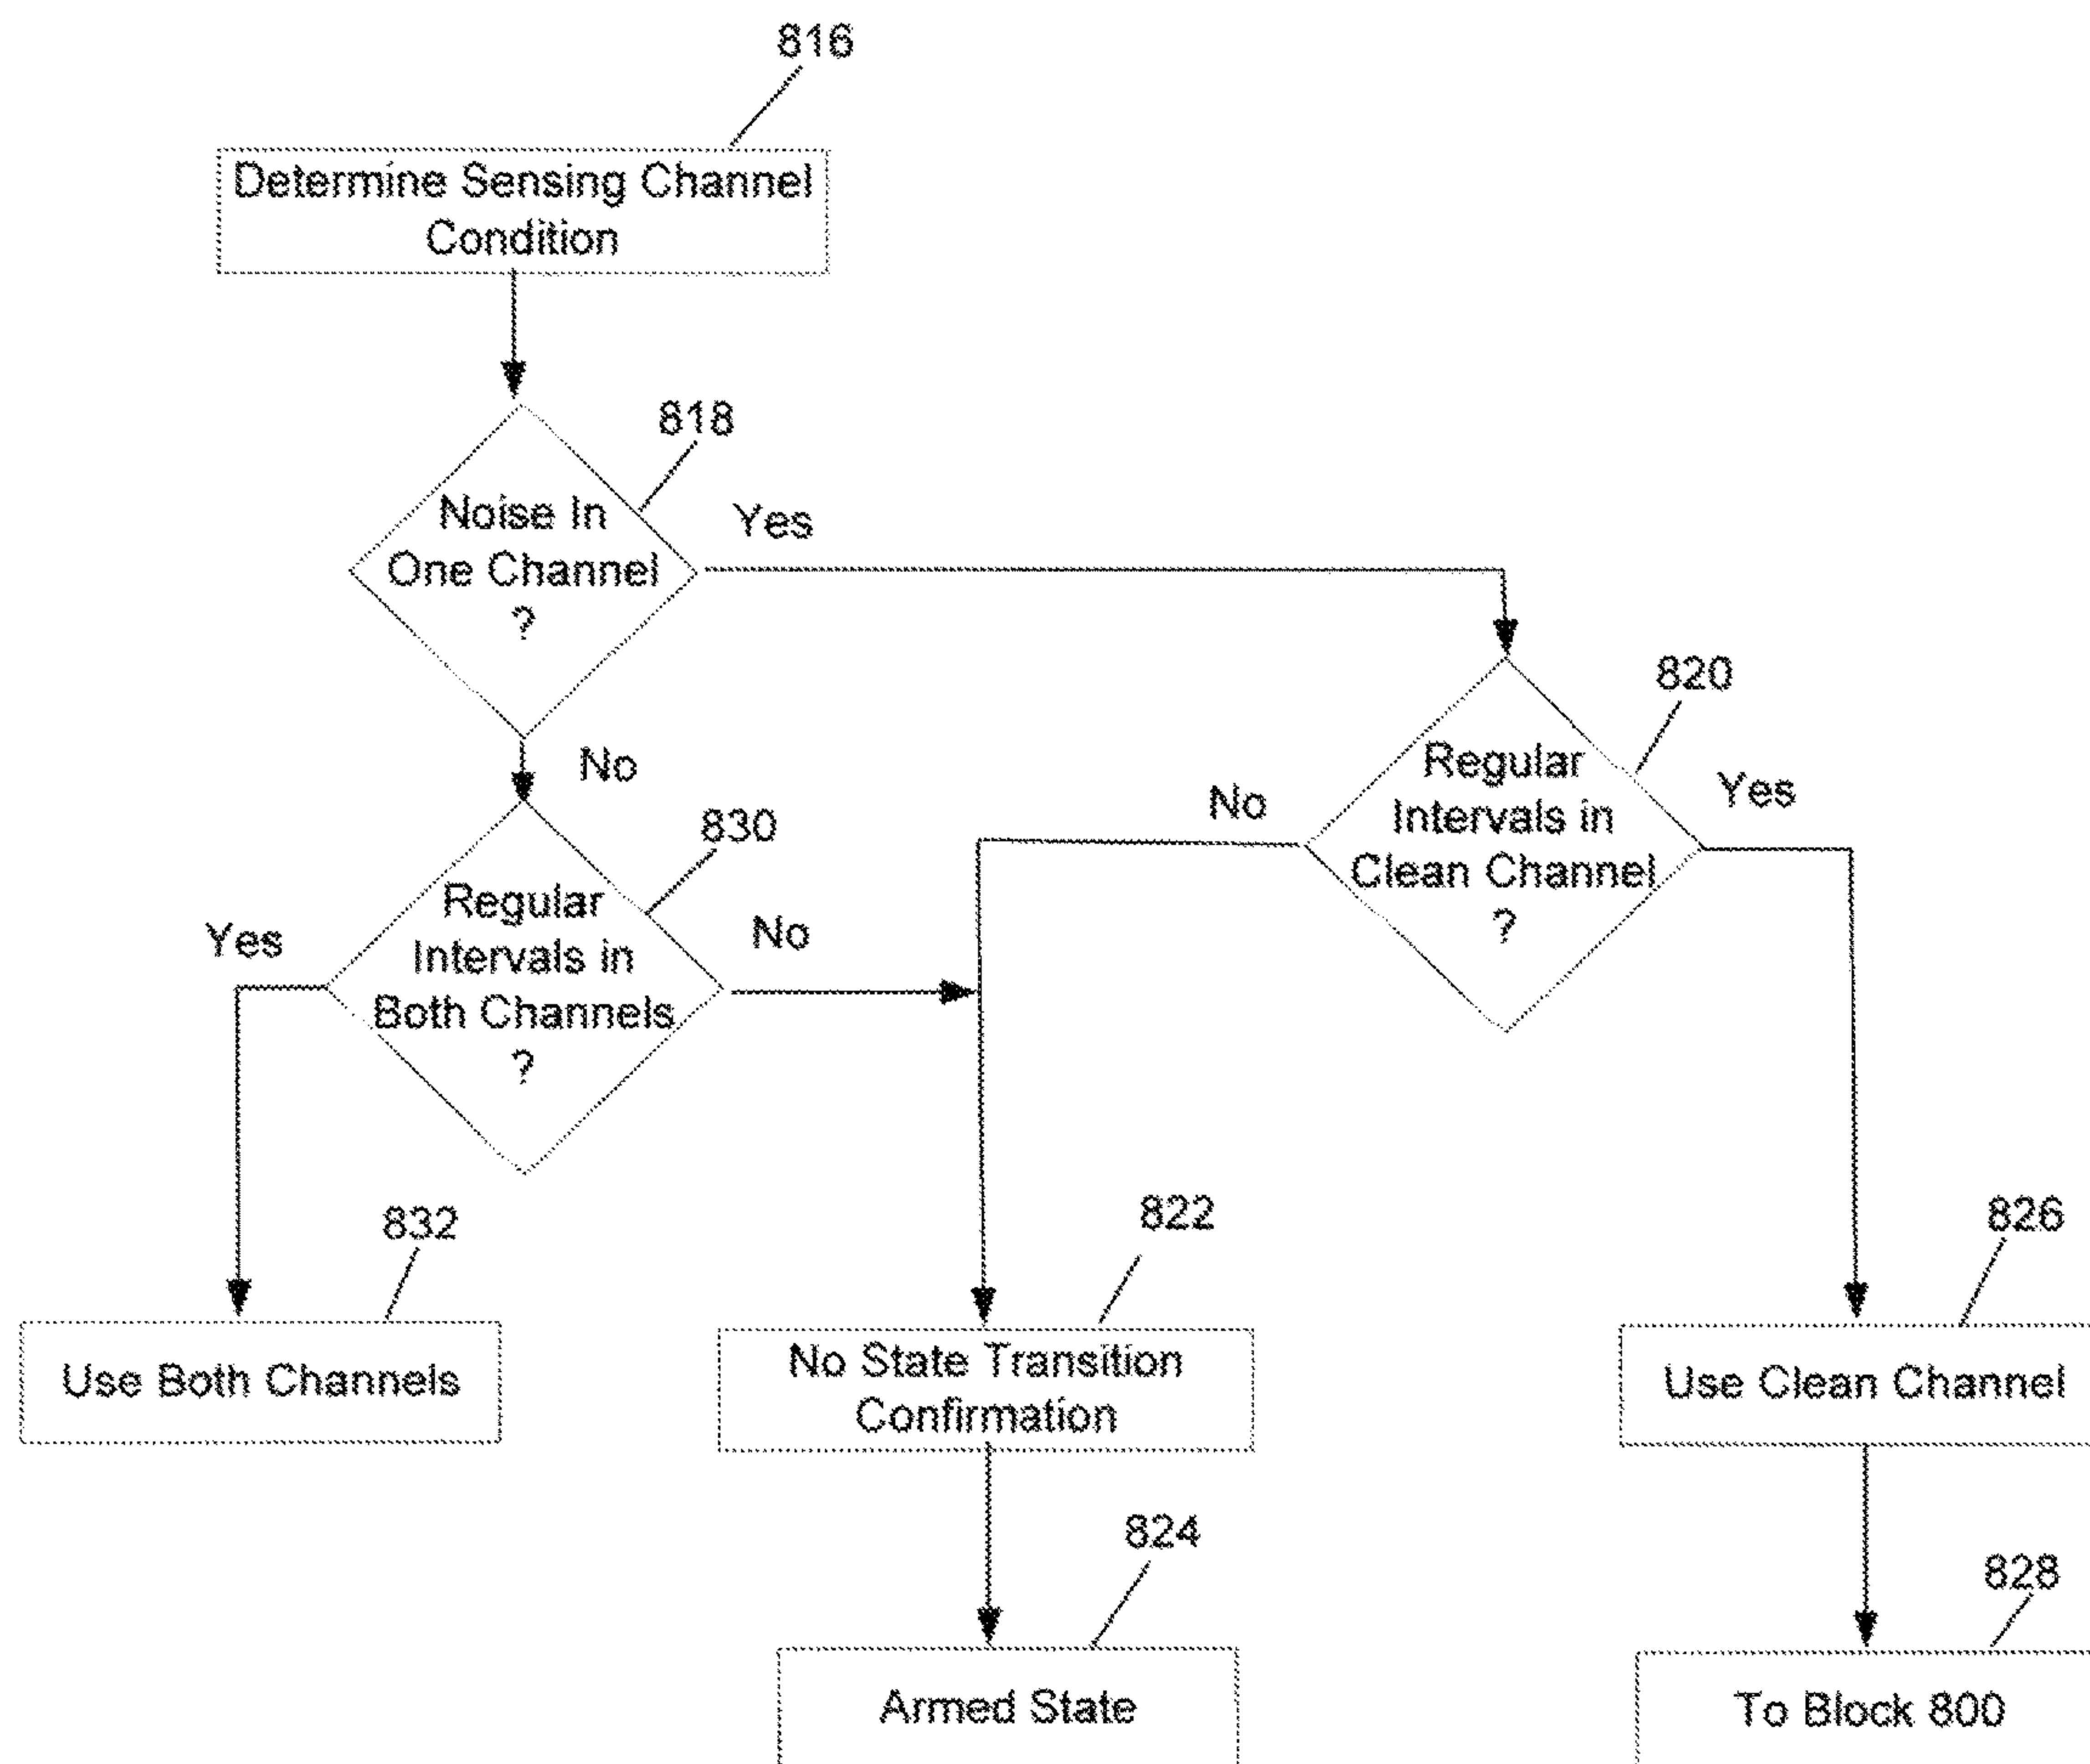 816
Determine Sensing Channel
Condition
818
Noise In
One Channel
?
Yes
No
820
Regular
Intervals in
Clean Channel
?
No
Yes
830
Regular
Intervals in
Both Channels
?
Yes
No
832
Use Both Channels
822
No State Transition
Confirmation
826
Use Clean Channel
824
Armed State
828
To Block 800